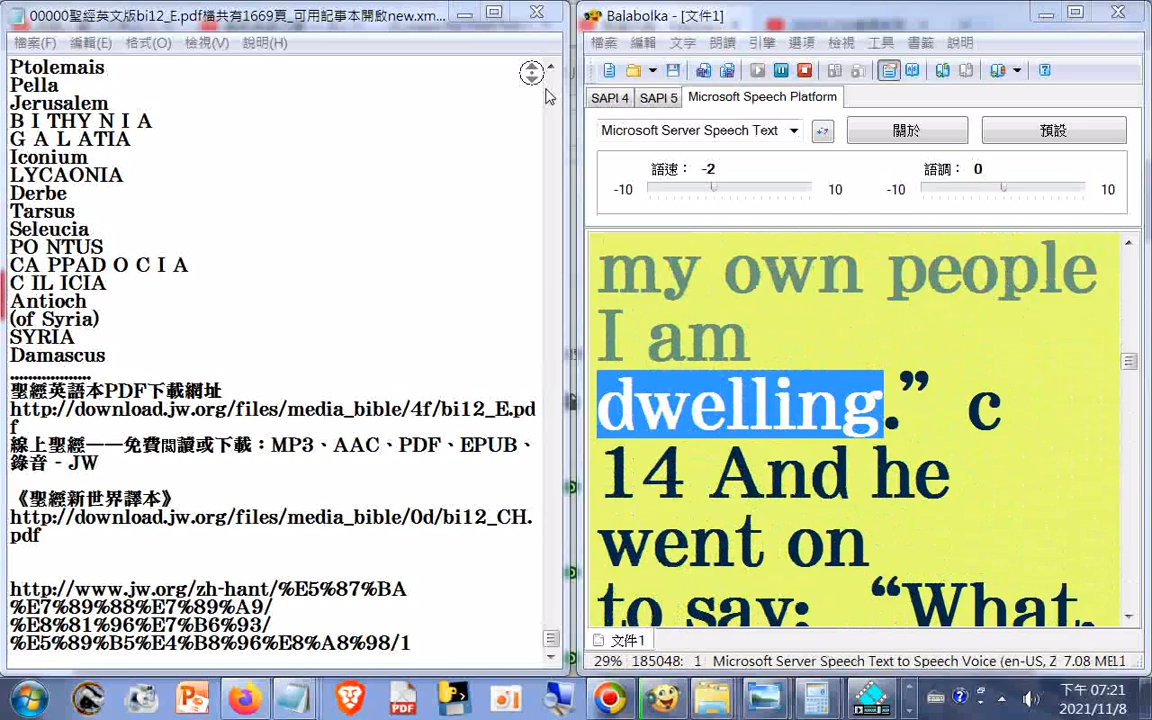 00000聖經英文版bi12_E.pdf檔共有1669頁_可用記事本開啟new.xm...
檔案(F) 編輯(E) 格式(O) 檢視(V) 說明(H)
Ptolemais
Pella
Jerusalem
B I THY N I A
G A L ATIA
Iconium
LYCAONIA
Derbe
Tarsus
Seleucia
PO NTUS
CA PPAD O C I A
C IL ICIA
Antioch
(of Syria)
SYRIA
Damascus
..................
聖經英語本PDF下載網址
http://download.jw.org/files/media_bible/4f/bi12_E.pd
f
線上聖經——免費閱讀或下載：MP3、AAC、PDF、EPUB、
錄音 - JW
《聖經新世界譯本》
http://download.jw.org/files/media_bible/0d/bi12_CH.
pdf
http://www.jw.org/zh-hant/%E5%87%BA
%E7%89%88%E7%89%A9/
%E8%81%96%E7%B6%93/
%E5%89%B5%E4%B8%96%E8%A8%98/1
Balabolka - [文件1]
檔案 編輯 文字 朗讀 引擎 選項 檢視 工具 書籤 說明
SAPI 4 SAPI 5 Microsoft Speech Platform
Microsoft Server Speech Text 關於 預設
語速： -2 語調： 0
-10 10 -10 10
my own people
I am
dwelling.” c
14 And he
went on
to say: “What,
文件1
29% 185048: 1 Microsoft Server Speech Text to Speech Voice (en-US, Z 7.08 ME L1
PDF
下午 07:21
2021/11/8